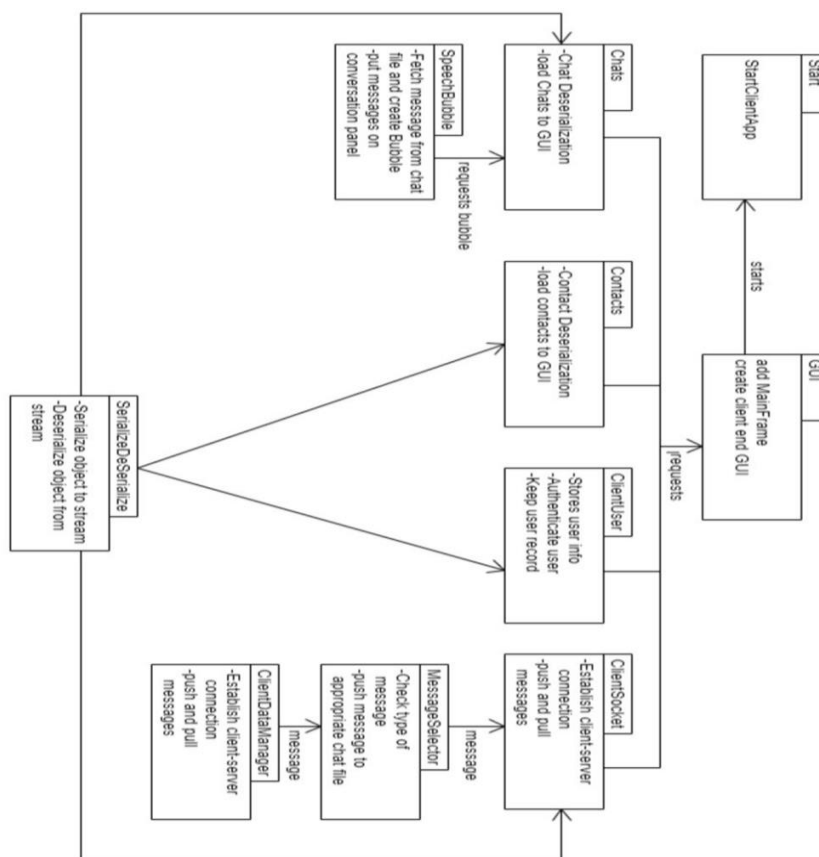 Start
StartClientApp
starts
GUI
add MainFrame
create client end GUI
requests
Chats
-Chat Deserialization
-load Chats to GUI
Contacts
-Contact Deserialization
-load contacts to GUI
ClientUser
-Stores user info
-Authenticate user
-Keep user record
ClientSocket
-Establish client-server
connection
-push and pull
messages
requests bubble
message
SpeechBubble
-Fetch message from chat
file and create Bubble
-put messages on
conversation panel
MessageSelector
-Check type of
message
-push message to
appropriate chat file
message
ClientDataManager
-Establish client-server
connection
-push and pull
messages
SerializeDeSerialize
-Serialize object to stream
-Deserialize object from
stream